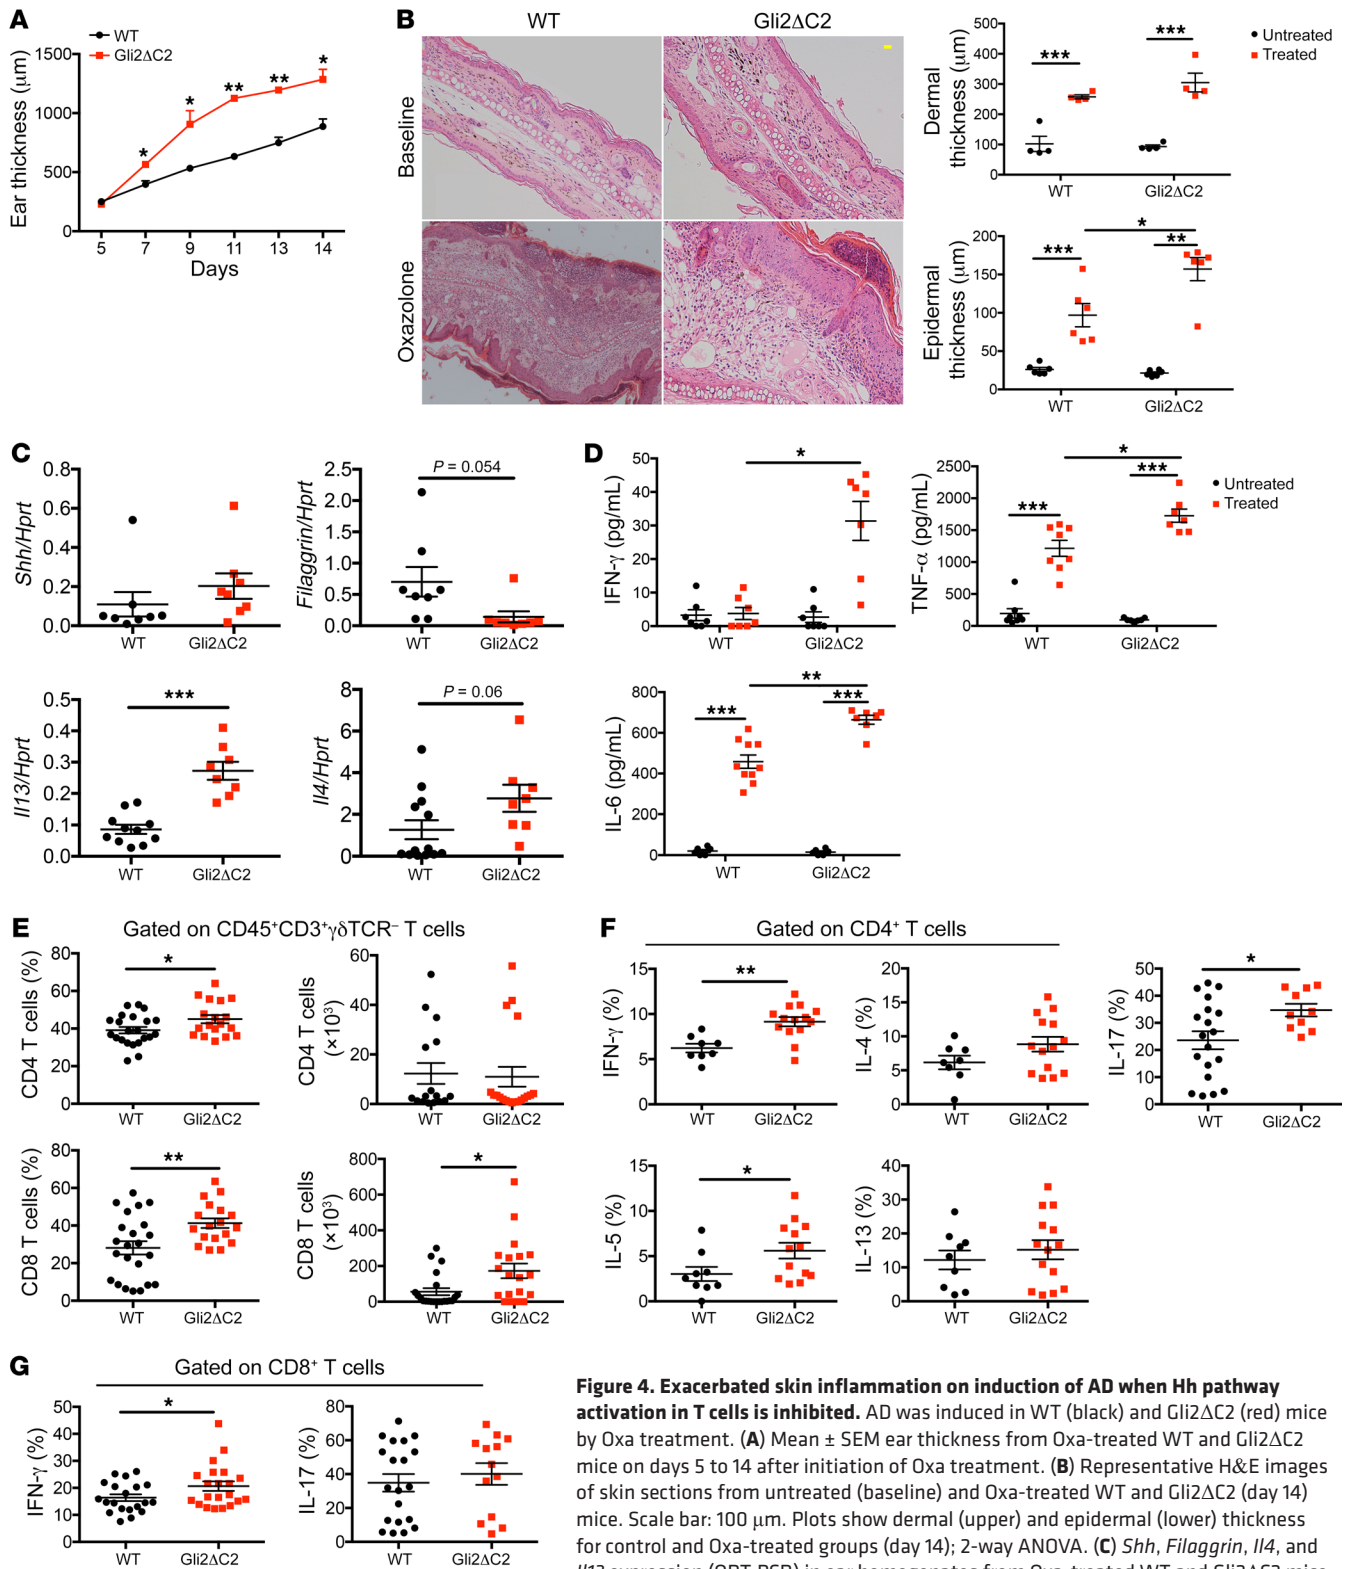 A
WT
Gli2ΔC2
Ear thickness (μm)
1500
1000
500
0
* * ** ** *
5 7 9 11 13 14
Days
B
WT Gli2ΔC2
Baseline
Oxazolone
Dermal
thickness (μm)
500
400
300
200
100
0
*** ***
WT Gli2ΔC2
Untreated
Treated
Epidermal
thickness (μm)
200
150
100
50
0
*** * **
WT Gli2ΔC2
C
Shh/Hprt
0.8
0.6
0.4
0.2
0.0
WT Gli2ΔC2
Filaggrin/Hprt
2.5
2.0
1.5
1.0
0.5
0.0
P = 0.054
WT Gli2ΔC2
Il13/Hprt
0.5
0.4
0.3
0.2
0.1
0.0
***
WT Gli2ΔC2
Il4/Hprt
8
6
4
2
0
P = 0.06
WT Gli2ΔC2
D
IFN-γ (pg/mL)
50
40
30
20
10
0
*
WT Gli2ΔC2
TNF-α (pg/mL)
2500
2000
1500
1000
500
0
*** * ***
WT Gli2ΔC2
Untreated
Treated
IL-6 (pg/mL)
800
600
400
200
0
*** ** ***
WT Gli2ΔC2
E
Gated on CD45⁺CD3⁺γδTCR⁻ T cells
CD4 T cells (%)
80
60
40
20
0
*
WT Gli2ΔC2
CD4 T cells
(×10³)
60
40
20
0
WT Gli2ΔC2
CD8 T cells (%)
80
60
40
20
0
**
WT Gli2ΔC2
CD8 T cells
(×10³)
800
600
400
200
0
*
WT Gli2ΔC2
F
Gated on CD4⁺ T cells
IFN-γ (%)
15
10
5
0
**
WT Gli2ΔC2
IL-4 (%)
20
15
10
5
0
WT Gli2ΔC2
IL-17 (%)
50
40
30
20
10
0
*
WT Gli2ΔC2
IL-5 (%)
15
10
5
0
*
WT Gli2ΔC2
IL-13 (%)
40
30
20
10
0
WT Gli2ΔC2
G
Gated on CD8⁺ T cells
IFN-γ (%)
50
40
30
20
10
0
*
WT Gli2ΔC2
IL-17 (%)
80
60
40
20
0
WT Gli2ΔC2
Figure 4. Exacerbated skin inflammation on induction of AD when Hh pathway
activation in T cells is inhibited. AD was induced in WT (black) and Gli2ΔC2 (red) mice
by Oxa treatment. (A) Mean ± SEM ear thickness from Oxa-treated WT and Gli2ΔC2
mice on days 5 to 14 after initiation of Oxa treatment. (B) Representative H&E images
of skin sections from untreated (baseline) and Oxa-treated WT and Gli2ΔC2 (day 14)
mice. Scale bar: 100 μm. Plots show dermal (upper) and epidermal (lower) thickness
for control and Oxa-treated groups (day 14); 2-way ANOVA. (C) Shh, Filaggrin, Il4, and
Il13 expression (QRT-PCR) in ear homogenates from Oxa-treated WT and Gli2ΔC2 mice